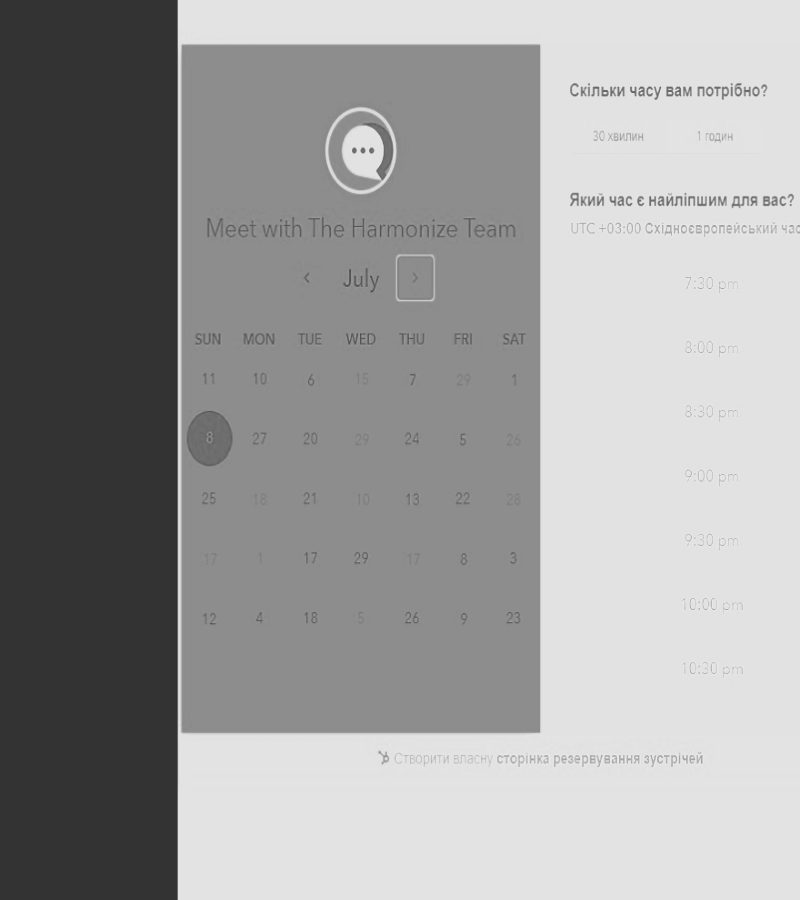 Meet with The Harmonize Team
July
SUN MON TUE WED THU FRI SAT
11 10 6 15 7 29 1
8 27 20 29 24 5 26
25 18 21 10 13 22 28
17 1 17 29 17 8 3
12 4 18 5 26 9 23
Скільки часу вам потрібно?
30 хвилин 1 годин
Який час є найліпшим для вас?
UTC +03:00 Східноєвропейський час
7:30 pm
8:00 pm
8:30 pm
9:00 pm
9:30 pm
10:00 pm
10:30 pm
Створити власну сторінка резервування зустрічей